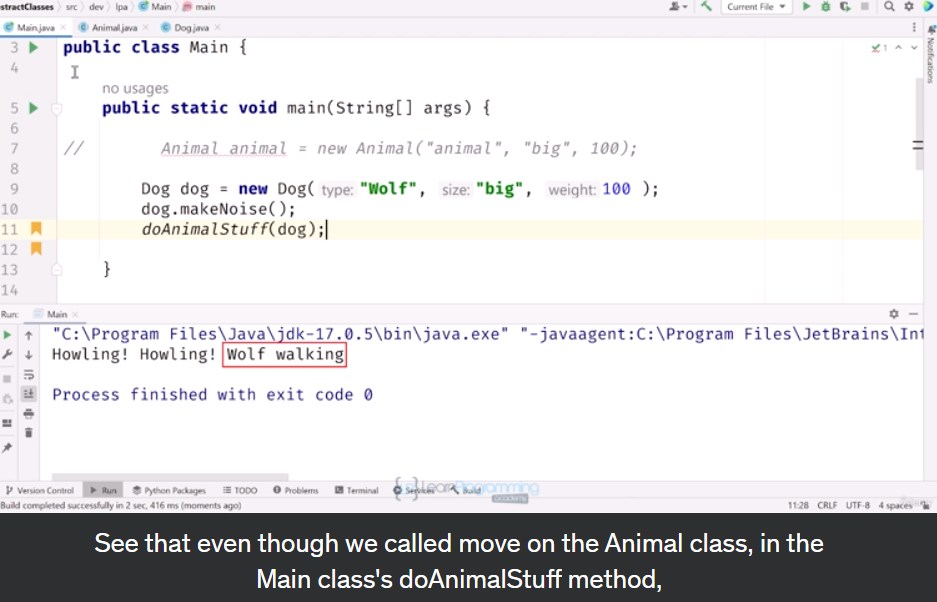 stractClasses src dev lpa Main main Current File
Main.java Animal.java Dog.java
3 public class Main {
4
no usages
5 public static void main(String[] args) {
6
7 // Animal animal = new Animal("animal", "big", 100);
8
9 Dog dog = new Dog( type: "Wolf", size: "big", weight: 100 );
10 dog.makeNoise();
11 doAnimalStuff(dog);
12
13 }
14
1
Notifications
Run: Main
"C:\Program Files\Java\jdk-17.0.5\bin\java.exe" "-javaagent:C:\Program Files\JetBrains\Int
Howling! Howling! Wolf walking
Process finished with exit code 0
Version Control Run Python Packages TODO Problems Terminal Services Build
LearnProgramming
academy
Build completed successfully in 2 sec, 416 ms (moments ago) 11:28 CRLF UTF-8 4 spaces
See that even though we called move on the Animal class, in the
Main class's doAnimalStuff method,